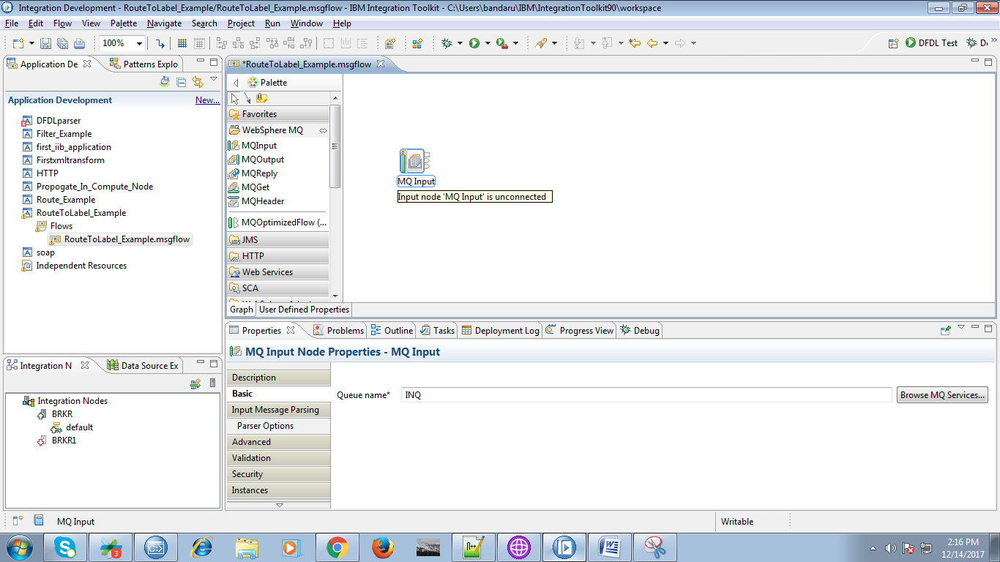 Integration Development - RouteToLabel_Example/RouteToLabel_Example.msgflow - IBM Integration Toolkit - C:\Users\bandaru\IBM\IntegrationToolkit90\workspace
File Edit Flow View Palette Navigate Search Project Run Window Help
100% DFDL Test
Application De Patterns Explo
Application Development New...
DFDLparser
Filter_Example
first_iib_application
Firstxmltransform
HTTP
Propogate_In_Compute_Node
Route_Example
RouteToLabel_Example
Flows
RouteToLabel_Example.msgflow
soap
Independent Resources
*RouteToLabel_Example.msgflow
Palette
Favorites
WebSphere MQ
MQInput
MQOutput
MQReply
MQGet
MQHeader
MQOptimizedFlow (...
JMS
HTTP
Web Services
SCA
MQ Input
Input node 'MQ Input' is unconnected
Graph User Defined Properties
Integration N Data Source Ex
Integration Nodes
BRKR
default
BRKR1
Properties Problems Outline Tasks Deployment Log Progress View Debug
MQ Input Node Properties - MQ Input
Description
Basic
Input Message Parsing
Parser Options
Advanced
Validation
Security
Instances
Queue name* INQ Browse MQ Services...
MQ Input Writable
3
2:16 PM
12/14/2017